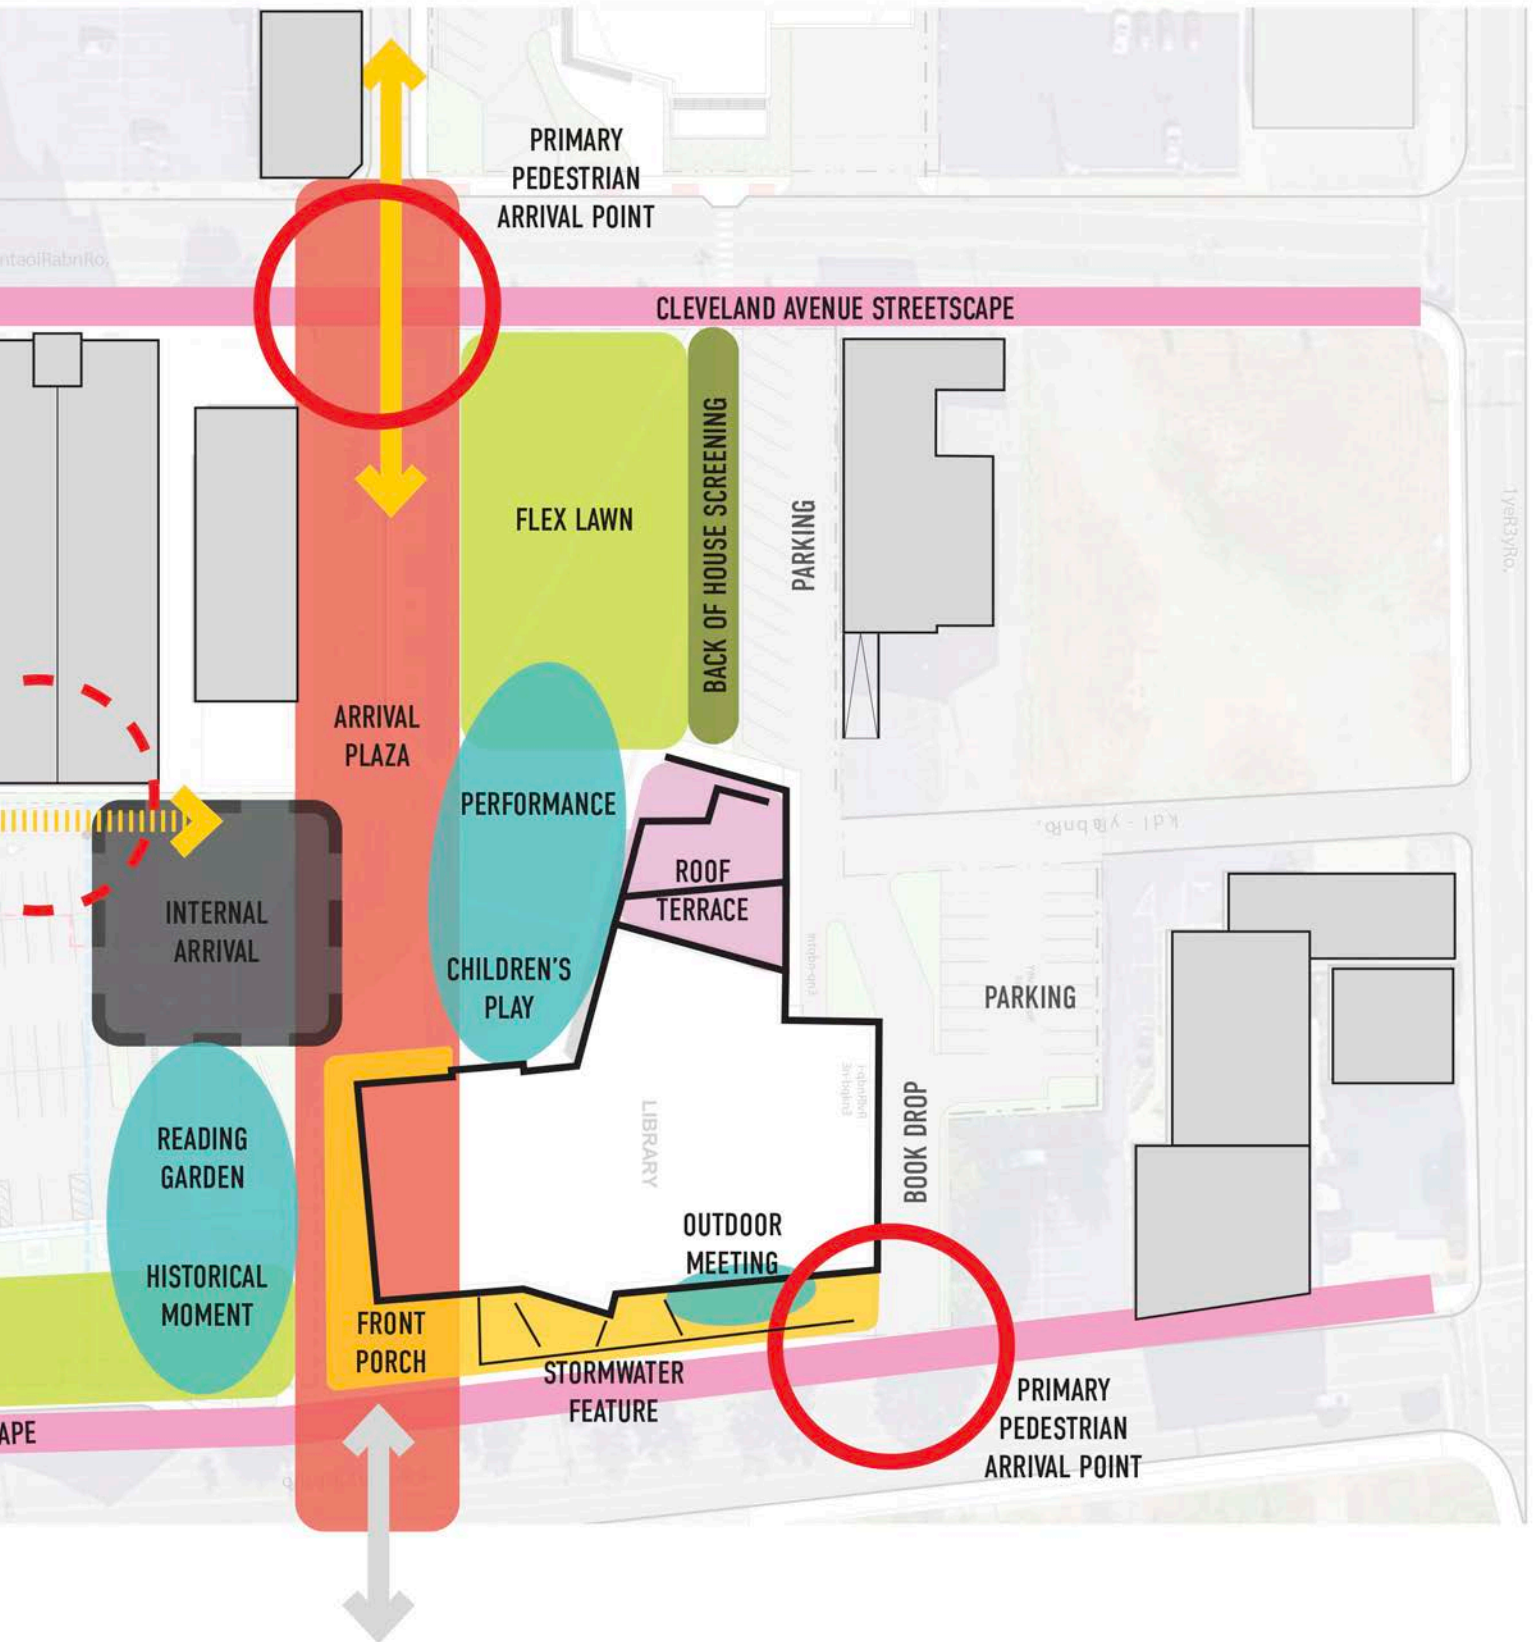 PRIMARY
PEDESTRIAN
ARRIVAL POINT
CLEVELAND AVENUE STREETSCAPE
FLEX LAWN
BACK OF HOUSE SCREENING
PARKING
ARRIVAL
PLAZA
PERFORMANCE
ROOF
TERRACE
INTERNAL
ARRIVAL
CHILDREN'S
PLAY
PARKING
BOOK DROP
LIBRARY
READING
GARDEN
OUTDOOR
MEETING
HISTORICAL
MOMENT
FRONT
PORCH
STORMWATER
FEATURE
PRIMARY
PEDESTRIAN
ARRIVAL POINT
APE